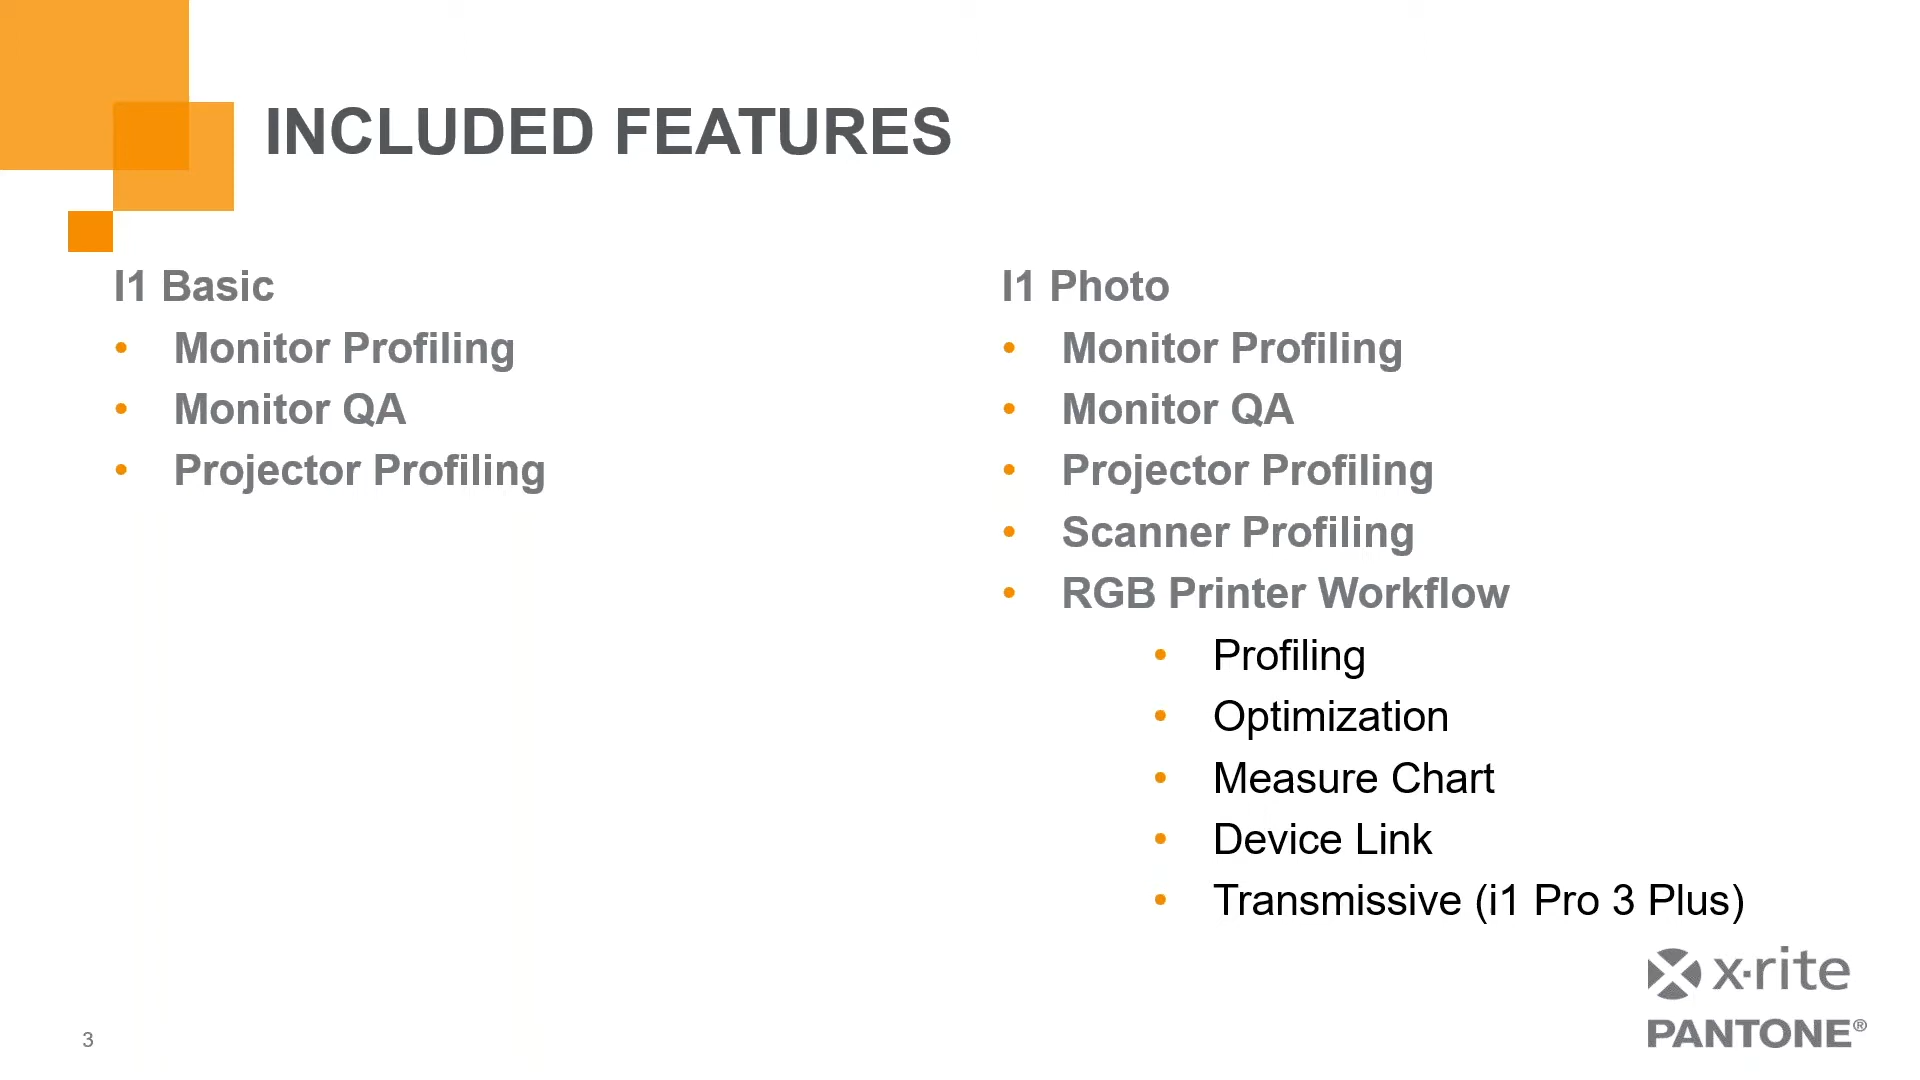 INCLUDED FEATURES
I1 Basic
• Monitor Profiling
• Monitor QA
• Projector Profiling
I1 Photo
• Monitor Profiling
• Monitor QA
• Projector Profiling
• Scanner Profiling
• RGB Printer Workflow
• Profiling
• Optimization
• Measure Chart
• Device Link
• Transmissive (i1 Pro 3 Plus)
x·rite
PANTONE®
3